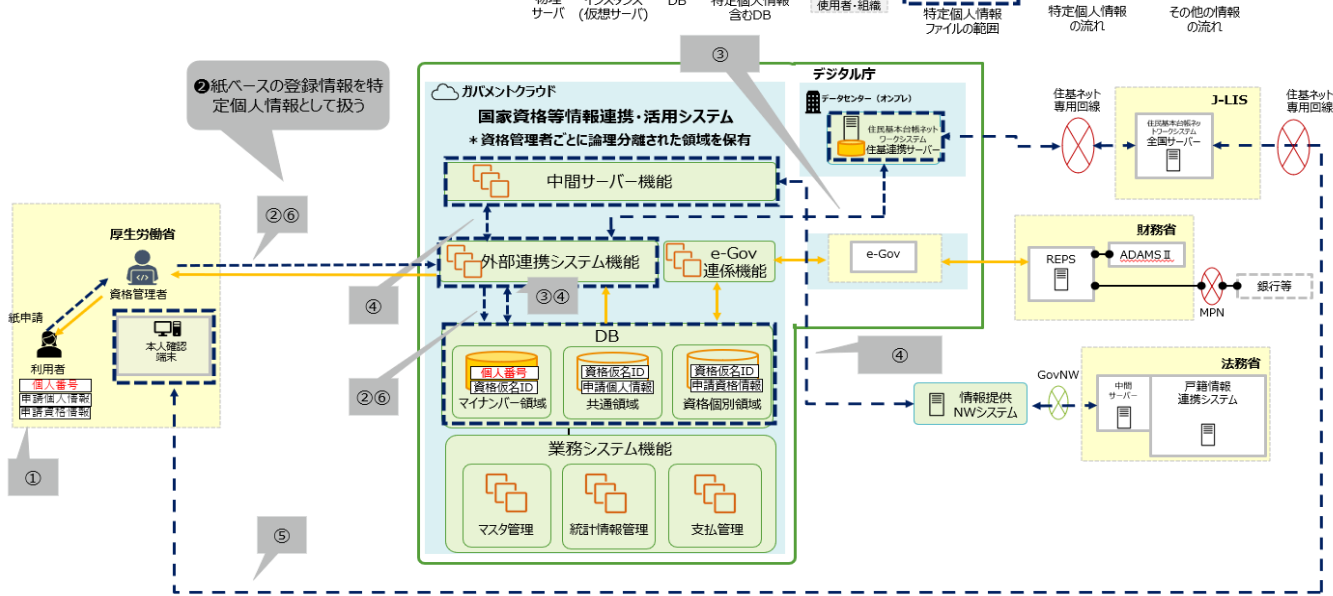 サーバ
インスタンス
(仮想サーバ)
DB
特定個人情報
含むDB
使用者・組織
特定個人情報
ファイルの範囲
特定個人情報
の流れ
その他の情報
の流れ
③
❷紙ベースの登録情報を特
定個人情報として扱う
ガバメントクラウド
国家資格等情報連携・活用システム
*資格管理者ごとに論理分離された領域を保有
デジタル庁
データセンター(オンプレ)
住民基本台帳ネット
ワークシステム
住基連携サーバー
住基ネット
専用回線
J-LIS
住民基本台帳ネッ
トワークシステム
全国サーバー
住基ネット
専用回線
中間サーバー機能
②⑥
厚生労働省
資格管理者
紙申請
利用者
個人番号
申請個人情報
申請資格情報
本人確認
端末
①
外部連携システム機能
e-Gov
連係機能
e-Gov
財務省
REPS
ADAMSⅡ
MPN
銀行等
④
③④
②⑥
DB
個人番号
資格仮名ID
マイナンバー領域
資格仮名ID
申請個人情報
共通領域
資格仮名ID
申請資格情報
資格個別領域
④
情報提供
NWシステム
GovNW
法務省
中間
サーバー
戸籍情報
連携システム
業務システム機能
マスタ管理
統計情報管理
支払管理
⑤